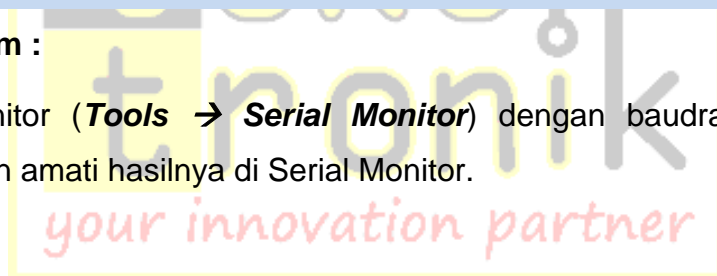 m :
nitor (Tools → Serial Monitor) dengan baudra
n amati hasilnya di Serial Monitor.
tronik
your innovation partner